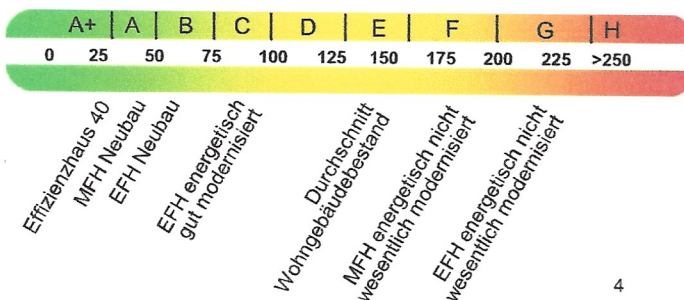 A+ A B C D E F G H
0 25 50 75 100 125 150 175 200 225 >250
Effizienzhaus 40
MFH Neubau
EFH Neubau
EFH energetisch
gut modernisiert
Durchschnitt
Wohngebäudebestand
MFH energetisch nicht
wesentlich modernisiert
EFH energetisch nicht
wesentlich modernisiert
4